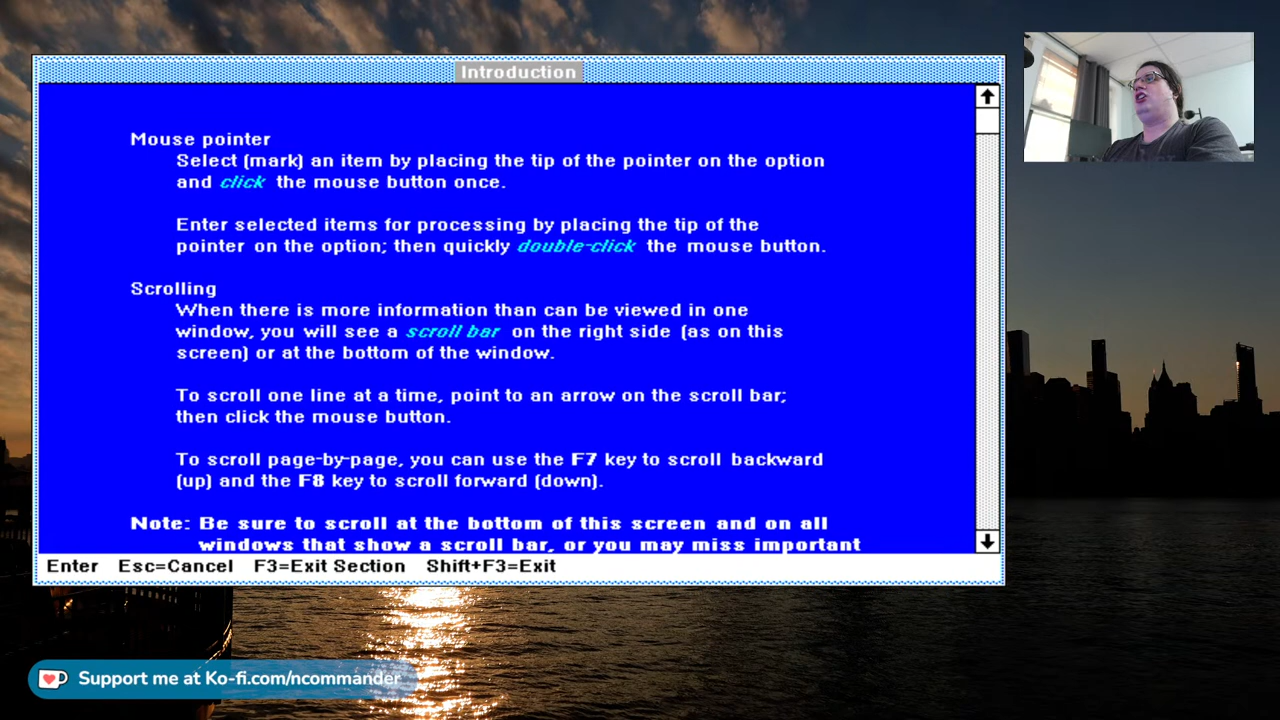 Introduction
Mouse pointer
Select (mark) an item by placing the tip of the pointer on the option
and click the mouse button once.
Enter selected items for processing by placing the tip of the
pointer on the option; then quickly double-click the mouse button.
Scrolling
When there is more information than can be viewed in one
window, you will see a scroll bar on the right side (as on this
screen) or at the bottom of the window.
To scroll one line at a time, point to an arrow on the scroll bar;
then click the mouse button.
To scroll page-by-page, you can use the F7 key to scroll backward
(up) and the F8 key to scroll forward (down).
Note: Be sure to scroll at the bottom of this screen and on all
windows that show a scroll bar, or you may miss important
Enter Esc=Cancel F3=Exit Section Shift+F3=Exit
Support me at Ko-fi.com/ncommander